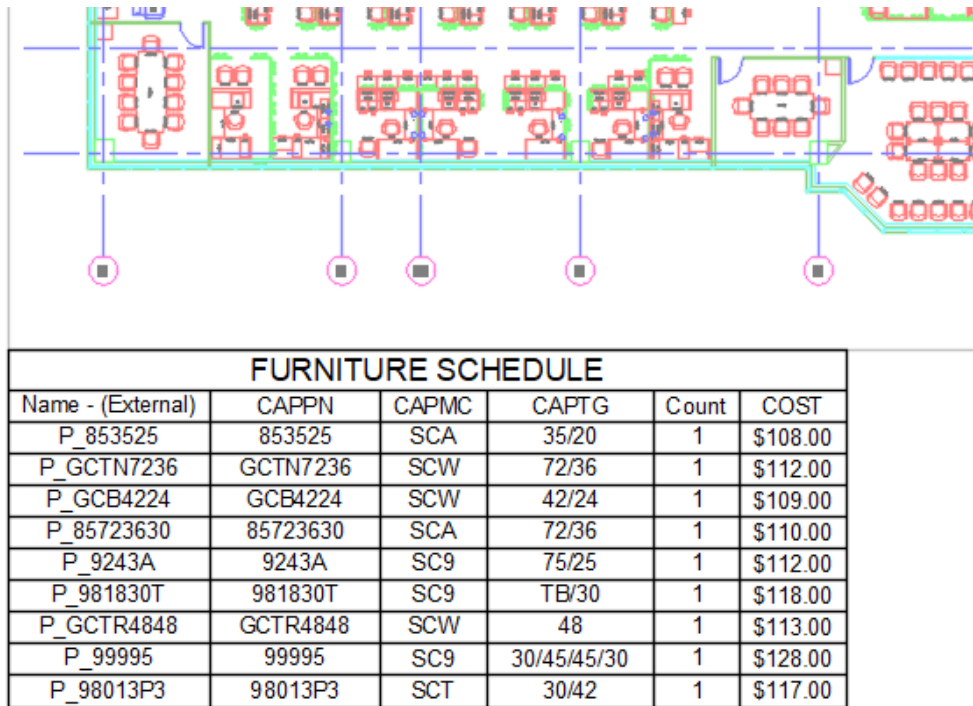 FURNITURE SCHEDULE
Name - (External) CAPPN CAPMC CAPTG Count COST
P_853525 853525 SCA 35/20 1 $108.00
P_GCTN7236 GCTN7236 SCW 72/36 1 $112.00
P_GCB4224 GCB4224 SCW 42/24 1 $109.00
P_85723630 85723630 SCA 72/36 1 $110.00
P_9243A 9243A SC9 75/25 1 $112.00
P_981830T 981830T SC9 TB/30 1 $118.00
P_GCTR4848 GCTR4848 SCW 48 1 $113.00
P_99995 99995 SC9 30/45/45/30 1 $128.00
P_98013P3 98013P3 SCT 30/42 1 $117.00